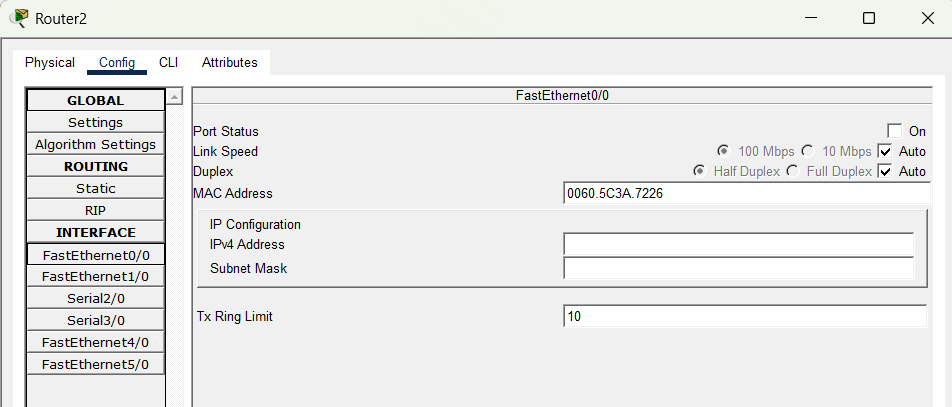 Router2
Physical Config CLI Attributes
GLOBAL
Settings
Algorithm Settings
ROUTING
Static
RIP
INTERFACE
FastEthernet0/0
FastEthernet1/0
Serial2/0
Serial3/0
FastEthernet4/0
FastEthernet5/0
FastEthernet0/0
Port Status On
Link Speed 100 Mbps 10 Mbps Auto
Duplex Half Duplex Full Duplex Auto
MAC Address 0060.5C3A.7226
IP Configuration
IPv4 Address
Subnet Mask
Tx Ring Limit 10